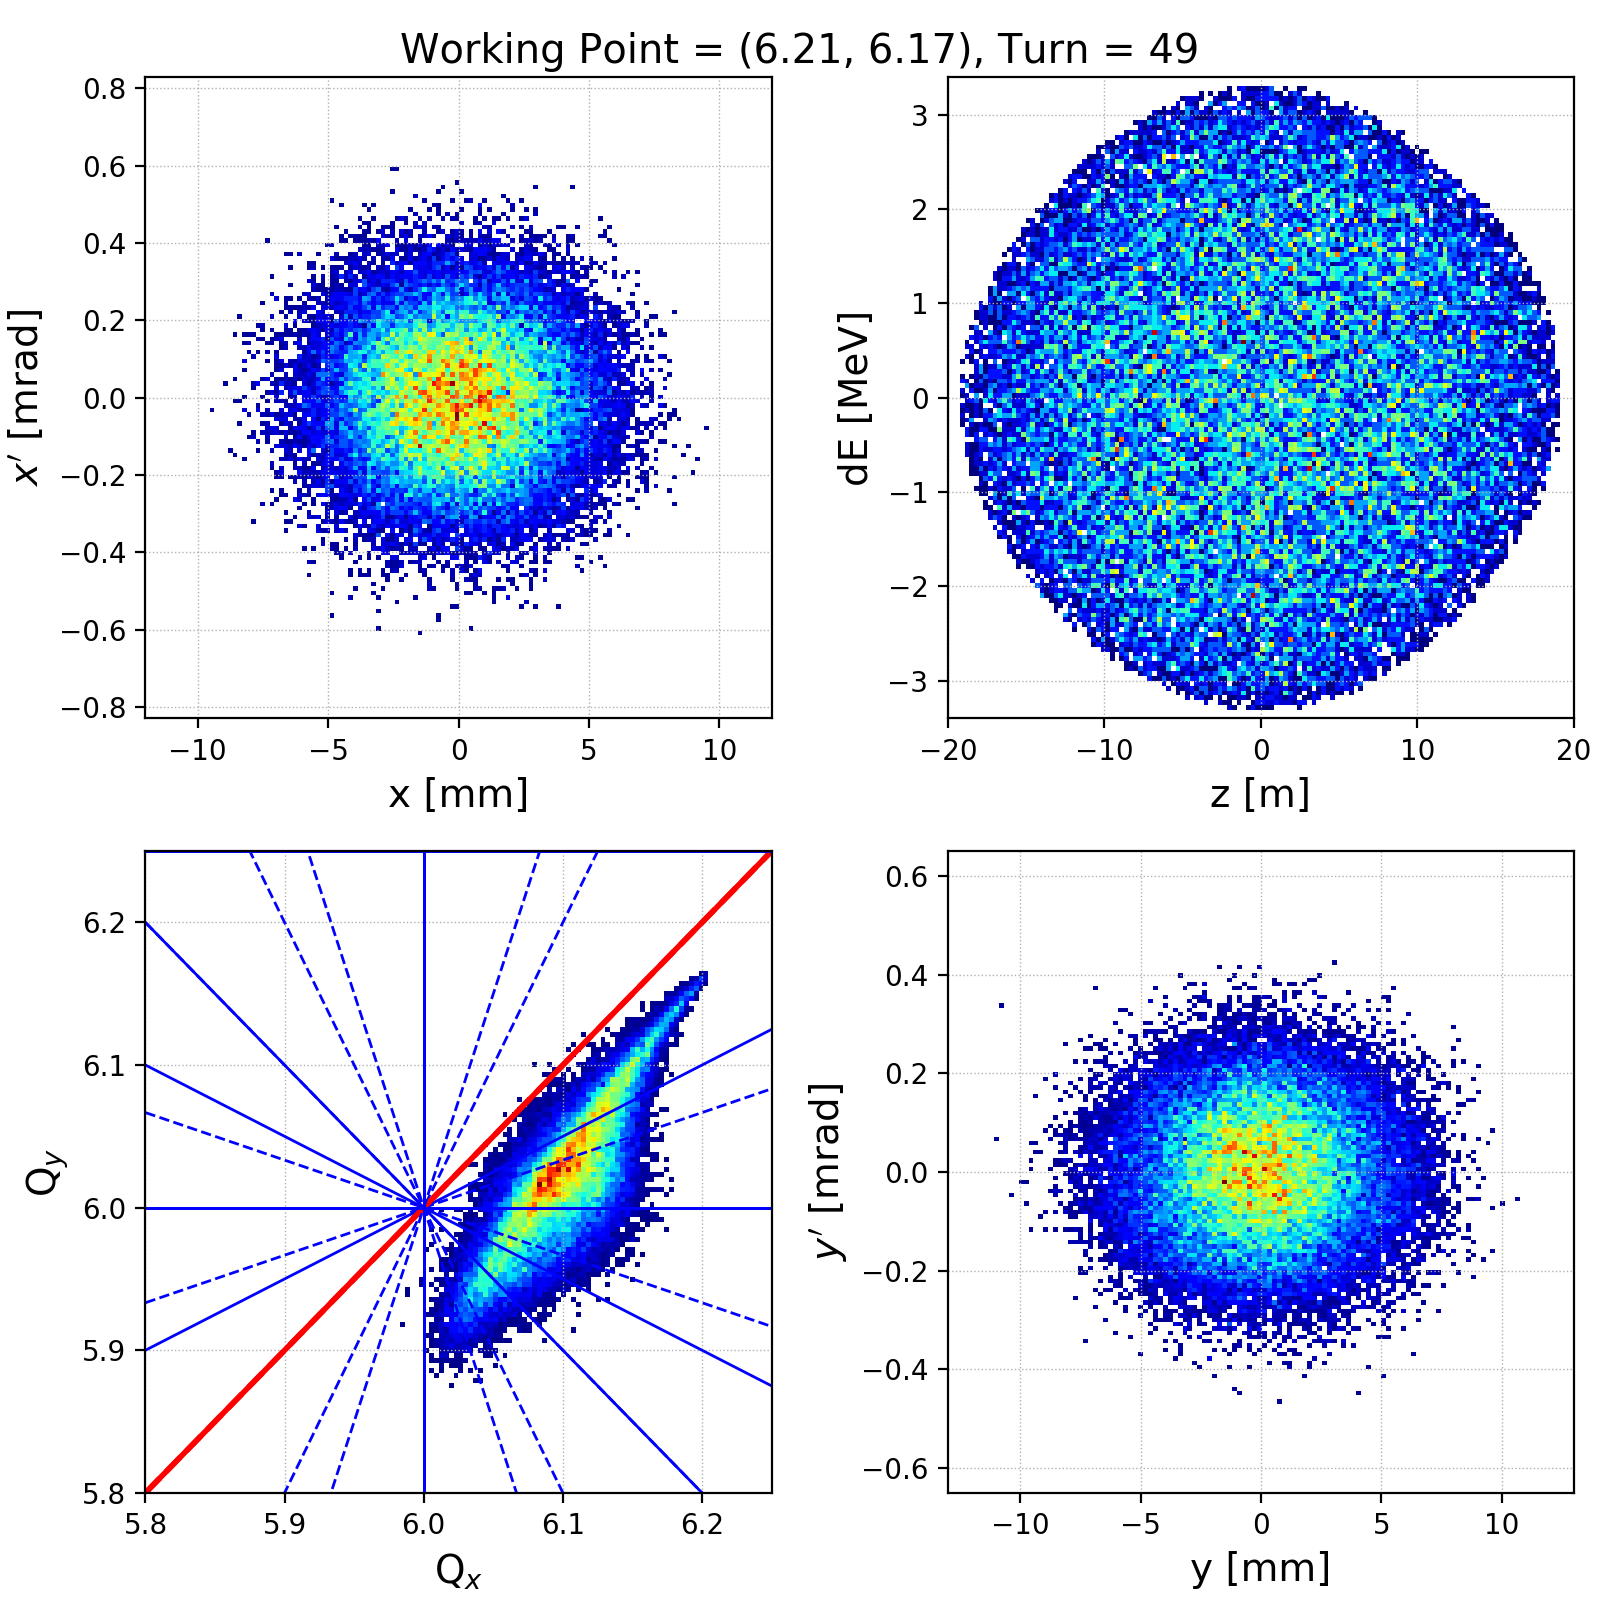 Working Point = (6.21, 6.17), Turn = 49
0.8
0.6
0.4
0.2
0.0
−0.2
−0.4
−0.6
−0.8
x′ [mrad]
−10 −5 0 5 10
x [mm]
3
2
1
0
−1
−2
−3
dE [MeV]
−20 −10 0 10 20
z [m]
6.2
6.1
6.0
5.9
5.8
Qy
5.8 5.9 6.0 6.1 6.2
Qx
0.6
0.4
0.2
0.0
−0.2
−0.4
−0.6
y′ [mrad]
−10 −5 0 5 10
y [mm]